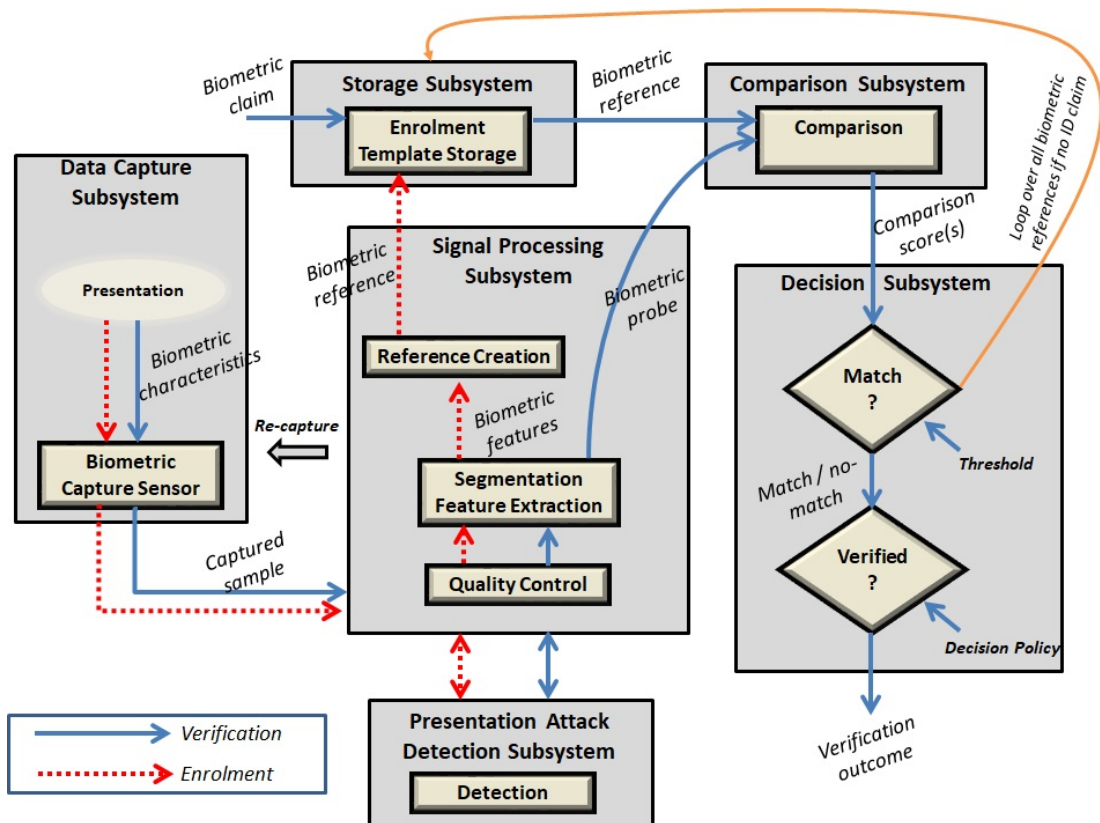 Biometric
claim
Storage Subsystem
Enrolment
Template Storage
Biometric
reference
Comparison Subsystem
Comparison
Loop over all biometric
references if no ID claim
Data Capture
Subsystem
Presentation
Biometric
characteristics
Biometric
Capture Sensor
Captured
sample
Re-capture
Biometric
reference
Signal Processing
Subsystem
Reference Creation
Biometric
features
Segmentation
Feature Extraction
Quality Control
Biometric
probe
Comparison
score(s)
Decision Subsystem
Match
?
Threshold
Match / no-
match
Verified
?
Decision Policy
Verification
outcome
Presentation Attack
Detection Subsystem
Detection
Verification
Enrolment